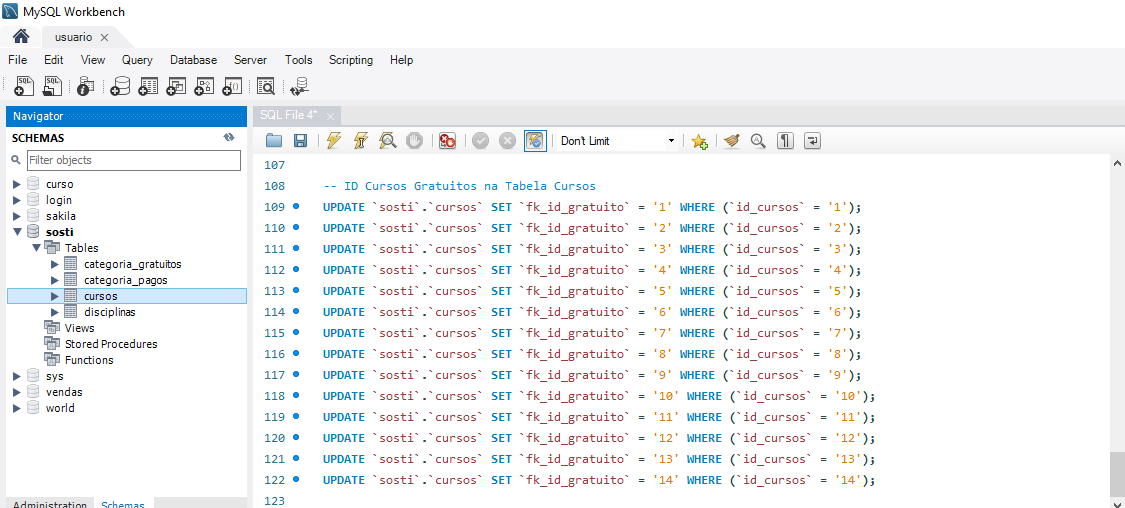 MySQL Workbench
usuario
File Edit View Query Database Server Tools Scripting Help
Navigator
SCHEMAS
Filter objects
curso
login
sakila
sosti
Tables
categoria_gratuitos
categoria_pagos
cursos
disciplinas
Views
Stored Procedures
Functions
sys
vendas
world
Administration Schemas
SQL File 4*
Don't Limit
107
108 -- ID Cursos Gratuitos na Tabela Cursos
109 UPDATE `sosti`.`cursos` SET `fk_id_gratuito` = '1' WHERE (`id_cursos` = '1');
110 UPDATE `sosti`.`cursos` SET `fk_id_gratuito` = '2' WHERE (`id_cursos` = '2');
111 UPDATE `sosti`.`cursos` SET `fk_id_gratuito` = '3' WHERE (`id_cursos` = '3');
112 UPDATE `sosti`.`cursos` SET `fk_id_gratuito` = '4' WHERE (`id_cursos` = '4');
113 UPDATE `sosti`.`cursos` SET `fk_id_gratuito` = '5' WHERE (`id_cursos` = '5');
114 UPDATE `sosti`.`cursos` SET `fk_id_gratuito` = '6' WHERE (`id_cursos` = '6');
115 UPDATE `sosti`.`cursos` SET `fk_id_gratuito` = '7' WHERE (`id_cursos` = '7');
116 UPDATE `sosti`.`cursos` SET `fk_id_gratuito` = '8' WHERE (`id_cursos` = '8');
117 UPDATE `sosti`.`cursos` SET `fk_id_gratuito` = '9' WHERE (`id_cursos` = '9');
118 UPDATE `sosti`.`cursos` SET `fk_id_gratuito` = '10' WHERE (`id_cursos` = '10');
119 UPDATE `sosti`.`cursos` SET `fk_id_gratuito` = '11' WHERE (`id_cursos` = '11');
120 UPDATE `sosti`.`cursos` SET `fk_id_gratuito` = '12' WHERE (`id_cursos` = '12');
121 UPDATE `sosti`.`cursos` SET `fk_id_gratuito` = '13' WHERE (`id_cursos` = '13');
122 UPDATE `sosti`.`cursos` SET `fk_id_gratuito` = '14' WHERE (`id_cursos` = '14');
123